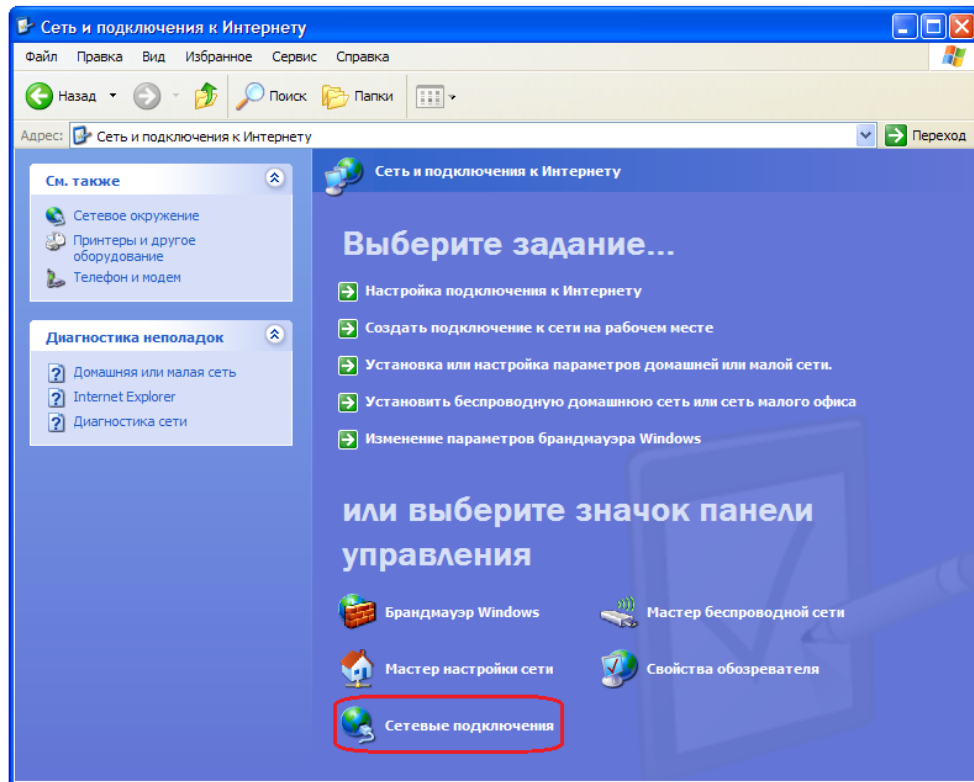 Сеть и подключения к Интернету
Файл Правка Вид Избранное Сервис Справка
Назад Поиск Папки
Адрес: Сеть и подключения к Интернету Переход
См. также
Сетевое окружение
Принтеры и другое
оборудование
Телефон и модем
Диагностика неполадок
Домашняя или малая сеть
Internet Explorer
Диагностика сети
Сеть и подключения к Интернету
Выберите задание...
Настройка подключения к Интернету
Создать подключение к сети на рабочем месте
Установка или настройка параметров домашней или малой сети.
Установить беспроводную домашнюю сеть или сеть малого офиса
Изменение параметров брандмауэра Windows
или выберите значок панели
управления
Брандмауэр Windows Мастер беспроводной сети
Мастер настройки сети Свойства обозревателя
Сетевые подключения